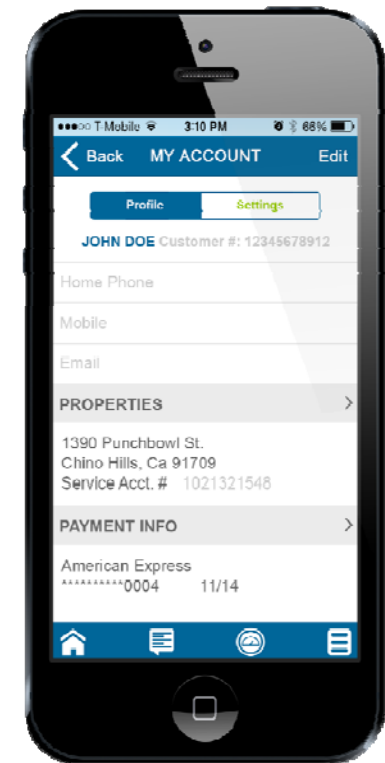 T-Mobile 3:10 PM 68%
Back MY ACCOUNT Edit
Profile Settings
JOHN DOE Customer #: 12345678912
Home Phone
Mobile
Email
PROPERTIES
1390 Punchbowl St.
Chino Hills, Ca 91709
Service Acct. # 1021321548
PAYMENT INFO
American Express
**********0004 11/14